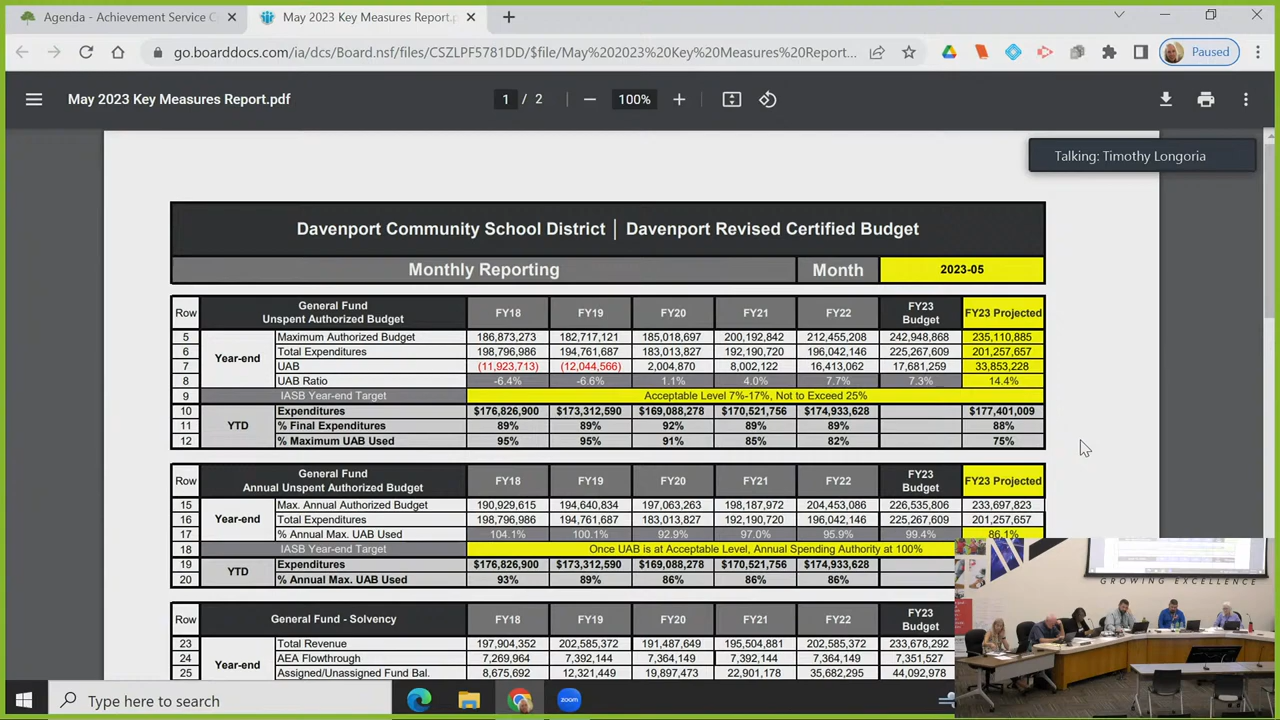 Agenda - Achievement Service C
May 2023 Key Measures Report.p
go.boarddocs.com/ia/dcs/Board.nsf/files/CSZLPF5781DD/$file/May%202023%20Key%20Measures%20Report...
Paused
May 2023 Key Measures Report.pdf
1 / 2
100%
Talking: Timothy Longoria
Davenport Community School District | Davenport Revised Certified Budget
Monthly Reporting Month 2023-05
Row General Fund Unspent Authorized Budget FY18 FY19 FY20 FY21 FY22 FY23 Budget FY23 Projected
Year-end
5 Maximum Authorized Budget 186,873,273 182,717,121 185,018,697 200,192,842 212,455,208 242,948,868 235,110,885
6 Total Expenditures 198,796,986 194,761,687 183,013,827 192,190,720 196,042,146 225,267,609 201,257,657
7 UAB (11,923,713) (12,044,566) 2,004,870 8,002,122 16,413,062 17,681,259 33,853,228
8 UAB Ratio -6.4% -6.6% 1.1% 4.0% 7.7% 7.3% 14.4%
9 IASB Year-end Target Acceptable Level 7%-17%, Not to Exceed 25%
YTD
10 Expenditures $176,826,900 $173,312,590 $169,088,278 $170,521,756 $174,933,628 $177,401,009
11 % Final Expenditures 89% 89% 92% 89% 89% 88%
12 % Maximum UAB Used 95% 95% 91% 85% 82% 75%
Row General Fund Annual Unspent Authorized Budget FY18 FY19 FY20 FY21 FY22 FY23 Budget FY23 Projected
Year-end
15 Max. Annual Authorized Budget 190,929,615 194,640,834 197,063,263 198,187,972 204,453,086 226,535,806 233,697,823
16 Total Expenditures 198,796,986 194,761,687 183,013,827 192,190,720 196,042,146 225,267,609 201,257,657
17 % Annual Max. UAB Used 104.1% 100.1% 92.9% 97.0% 95.9% 99.4% 86.1%
18 IASB Year-end Target Once UAB is at Acceptable Level, Annual Spending Authority at 100%
YTD
19 Expenditures $176,826,900 $173,312,590 $169,088,278 $170,521,756 $174,933,628
20 % Annual Max. UAB Used 93% 89% 86% 86% 86%
Row General Fund - Solvency FY18 FY19 FY20 FY21 FY22 FY23 Budget
Year-end
23 Total Revenue 197,904,352 202,585,372 191,487,649 195,504,881 202,585,372 233,678,292
24 AEA Flowthrough 7,269,964 7,392,144 7,364,149 7,392,144 7,364,149 7,351,527
25 Assigned/Unassigned Fund Bal. 8,675,692 12,321,449 19,897,473 22,901,178 35,682,295 44,092,978
GROWING EXCELLENCE
Type here to search
zoom